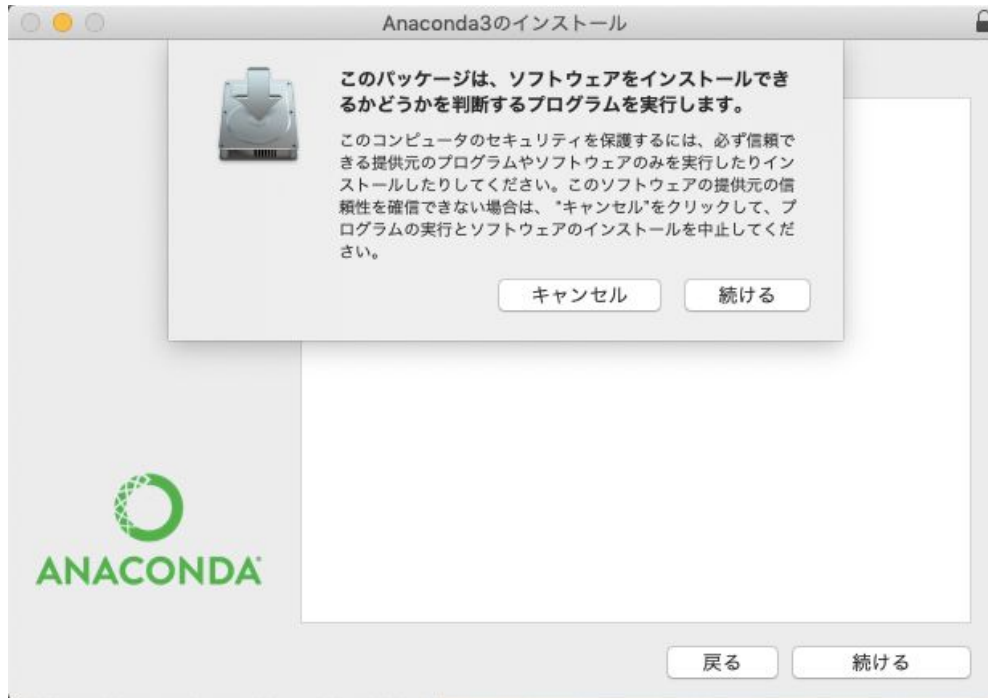 Anaconda3のインストール
このパッケージは、ソフトウェアをインストールでき
るかどうかを判断するプログラムを実行します。
このコンピュータのセキュリティを保護するには、必ず信頼で
きる提供元のプログラムやソフトウェアのみを実行したりイン
ストールしたりしてください。このソフトウェアの提供元の信
頼性を確信できない場合は、 "キャンセル"をクリックして、プ
ログラムの実行とソフトウェアのインストールを中止してくだ
さい。
キャンセル 続ける
ANACONDA
戻る 続ける